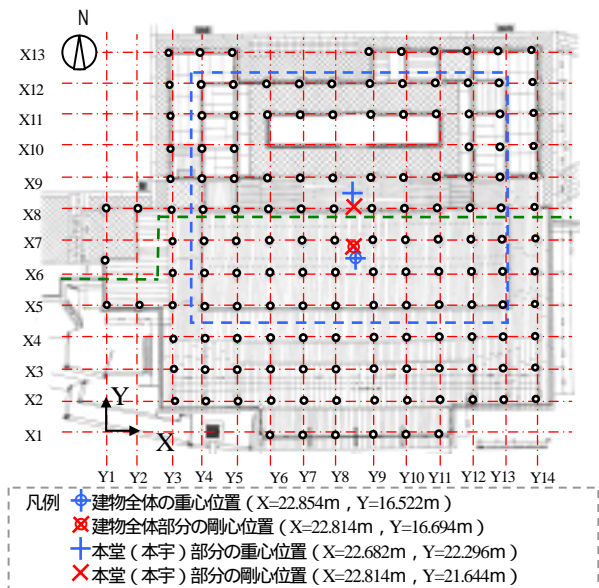 N
X13
X12
X11
X10
X9
X8
X7
X6
X5
X4
X3
X2
X1
Y
X
Y1 Y2 Y3 Y4 Y5 Y6 Y7 Y8 Y9 Y10 Y11 Y12 Y13 Y14
凡例 建物全体の重心位置(X=22.854m,Y=16.522m)
建物全体部分の剛心位置(X=22.814m,Y=16.694m)
本堂(本宇)部分の重心位置(X=22.682m,Y=22.296m)
本堂(本宇)部分の剛心位置(X=22.814m,Y=21.644m)